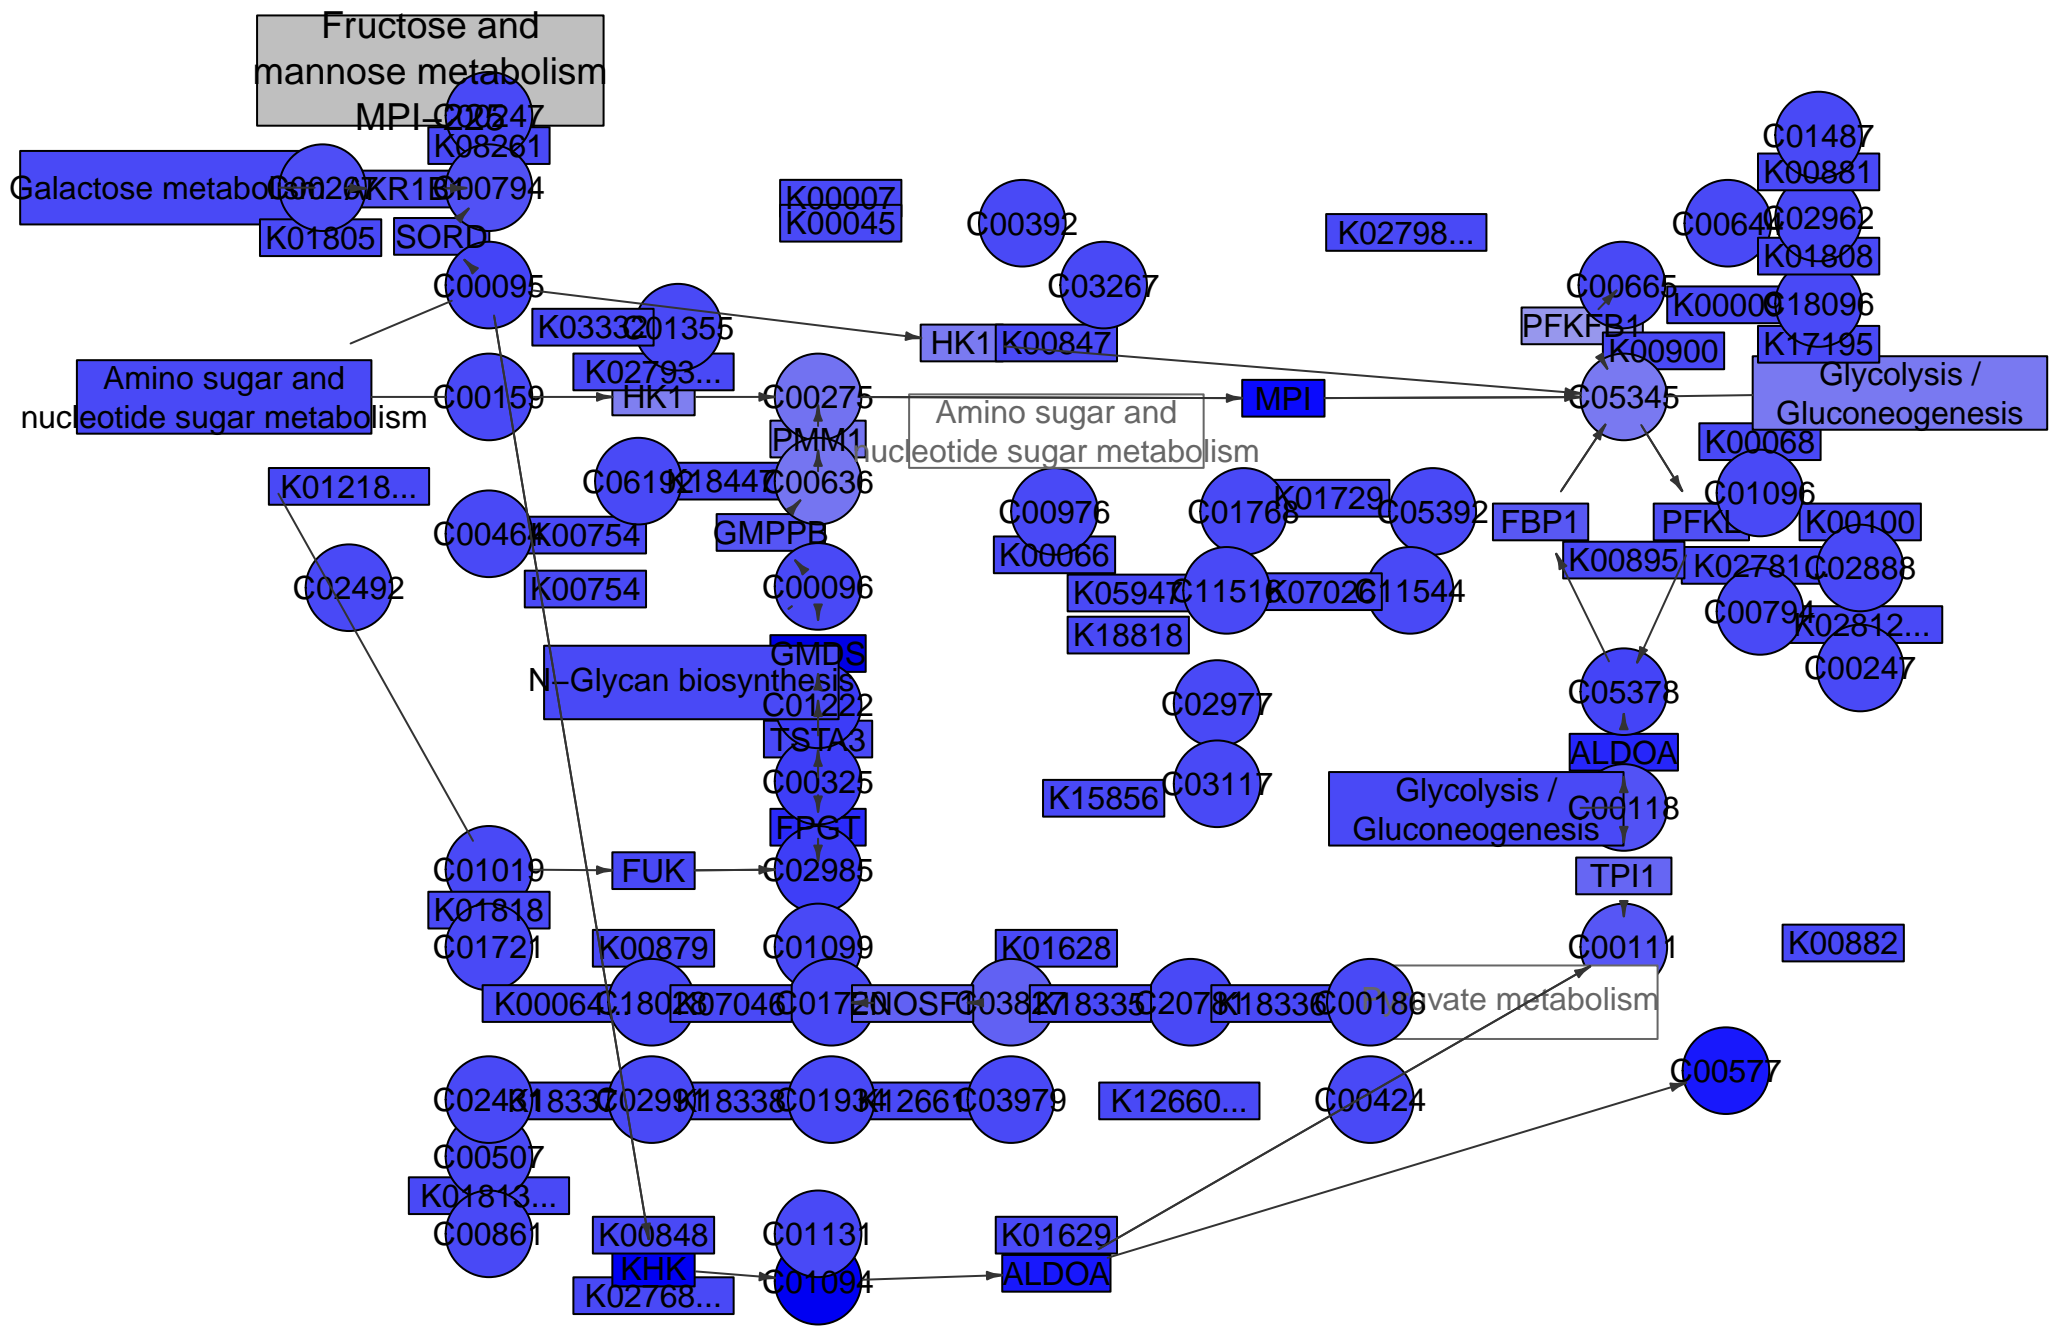 Fructose and
mannose metabolism
MPI−225
C00247
K08261
Galactose metabolism
C00267
AKR1B1
C00794
K01805
SORD
K00007
K00045
C00392
K02798...
C00644
C01487
K00881
C02962
K01808
C00095
C03267
C00665
K00009
C18096
K03332
C01355
HK1
K00847
PFKFB1
K00900
K17195
K02793...
Amino sugar and
nucleotide sugar metabolism
C00159
HK1
C00275
MPI
C05345
Glycolysis /
Gluconeogenesis
Amino sugar and
nucleotide sugar metabolism
PMM1
K00068
K01218...
C06192
K18447
C00636
C01096
C00464
K00754
GMPPB
C00976
K00066
C01768
K01729
C05392
FBP1
PFKL
K00100
C02492
K00754
C00096
K05947
C11516
K07026
C11544
K18818
K00895
K02781...
C02888
C00794
K02812...
C00247
GMDS
N−Glycan biosynthesis
C01222
TSTA3
C02977
C05378
ALDOA
C00325
K15856
C03117
Glycolysis /
Gluconeogenesis
C00118
FPGT
C01019
FUK
C02985
TPI1
K01818
C01721
K00879
C01099
K01628
C00111
K00882
K00064...
C18028
K07046
C01720
ENOSF1
C03827
K18335
C20781
K18336
C00186
vate metabolism
C00577
C02431
K18337
C02991
K18338
C01934
K12661
C03979
K12660...
C00424
C00507
K01813...
C00861
K00848
C01131
K01629
KHK
C01094
ALDOA
K02768...